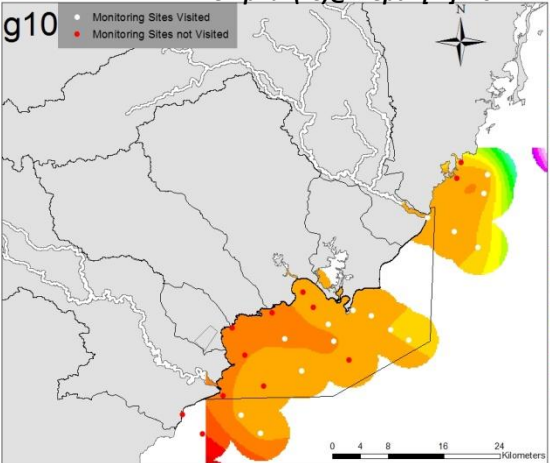 g10
Monitoring Sites Visited
Monitoring Sites not Visited
N
0 4 8 16 24
Kilometers